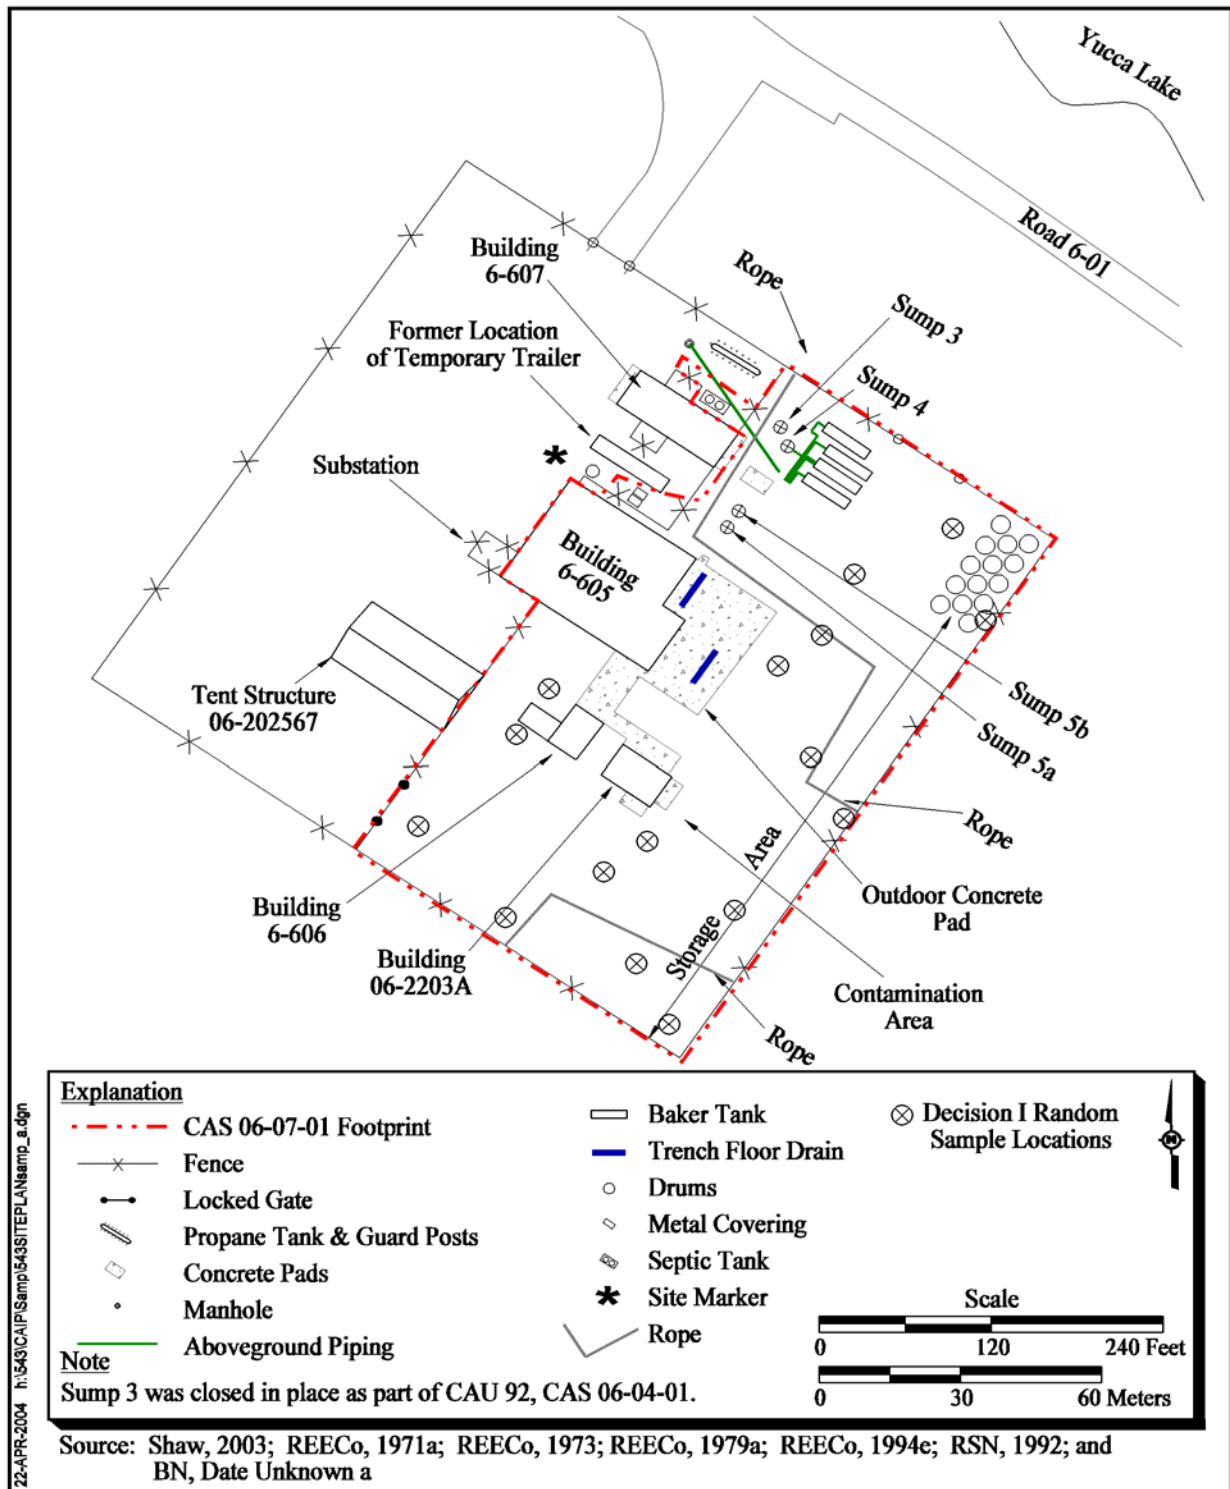 Yucca Lake
Road 6-01
Building
6-607
Rope
Sump 3
Former Location
of Temporary Trailer
Sump 4
*
Substation
Building
6-605
Tent Structure
06-202567
Sump 5b
Sump 5a
Rope
Storage Area
Outdoor Concrete
Pad
Building
6-606
Building
06-2203A
Contamination
Area
Rope
Explanation
CAS 06-07-01 Footprint
Fence
Locked Gate
Propane Tank & Guard Posts
Concrete Pads
Manhole
Aboveground Piping
Baker Tank
Trench Floor Drain
Drums
Metal Covering
Septic Tank
* Site Marker
Rope
Decision I Random
Sample Locations
N
Scale
0 120 240 Feet
0 30 60 Meters
Note
Sump 3 was closed in place as part of CAU 92, CAS 06-04-01.
Source: Shaw, 2003; REECo, 1971a; REECo, 1973; REECo, 1979a; REECo, 1994e; RSN, 1992; and
BN, Date Unknown a
22-APR-2004 h:\543\CAIP\Samp\543SITEPLANsamp_a.dgn